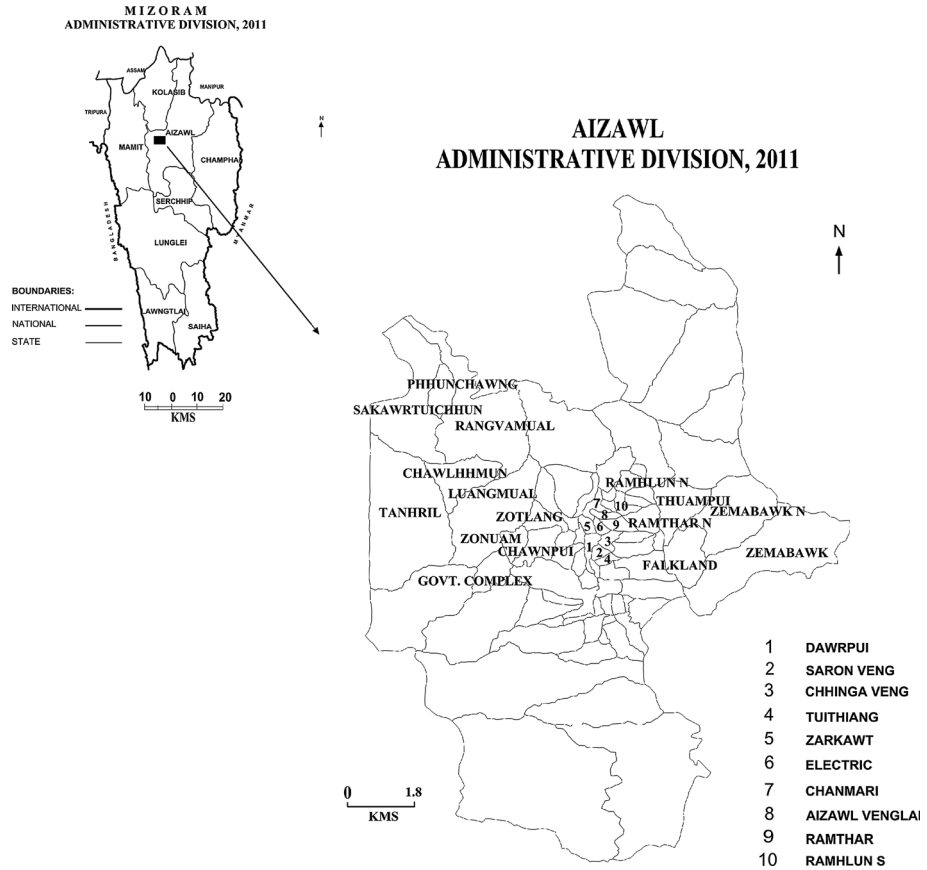 MIZORAM
ADMINISTRATIVE DIVISION, 2011
ASSAM
KOLASIB
MANIPUR
TRIPURA
N
AIZAWL
MAMIT
CHAMPHAI
SERCHHIP
BANGLADESH
MYANMAR
LUNGLEI
BOUNDARIES:
INTERNATIONAL
NATIONAL
STATE
LAWNGTLAI
SAIHA
10 0 10 20
KMS
AIZAWL
ADMINISTRATIVE DIVISION, 2011
N
PHHUNCHAWNG
SAKAWRTUICHHUN
RANGVAMUAL
CHAWLHHMUN
RAMHLUN N
LUANGMUAL
THUAMPUI
TANHRIL
7
10
ZEMABAWK N
ZOTLANG
8
5
6
9
RAMTHAR N
ZONUAM
3
CHAWNPUI
1
2
ZEMABAWK
4
FALKLAND
GOVT. COMPLEX
1 DAWRPUI
2 SARON VENG
3 CHHINGA VENG
4 TUITHIANG
5 ZARKAWT
6 ELECTRIC
7 CHANMARI
8 AIZAWL VENGLAI
9 RAMTHAR
10 RAMHLUN S
0 1.8
KMS